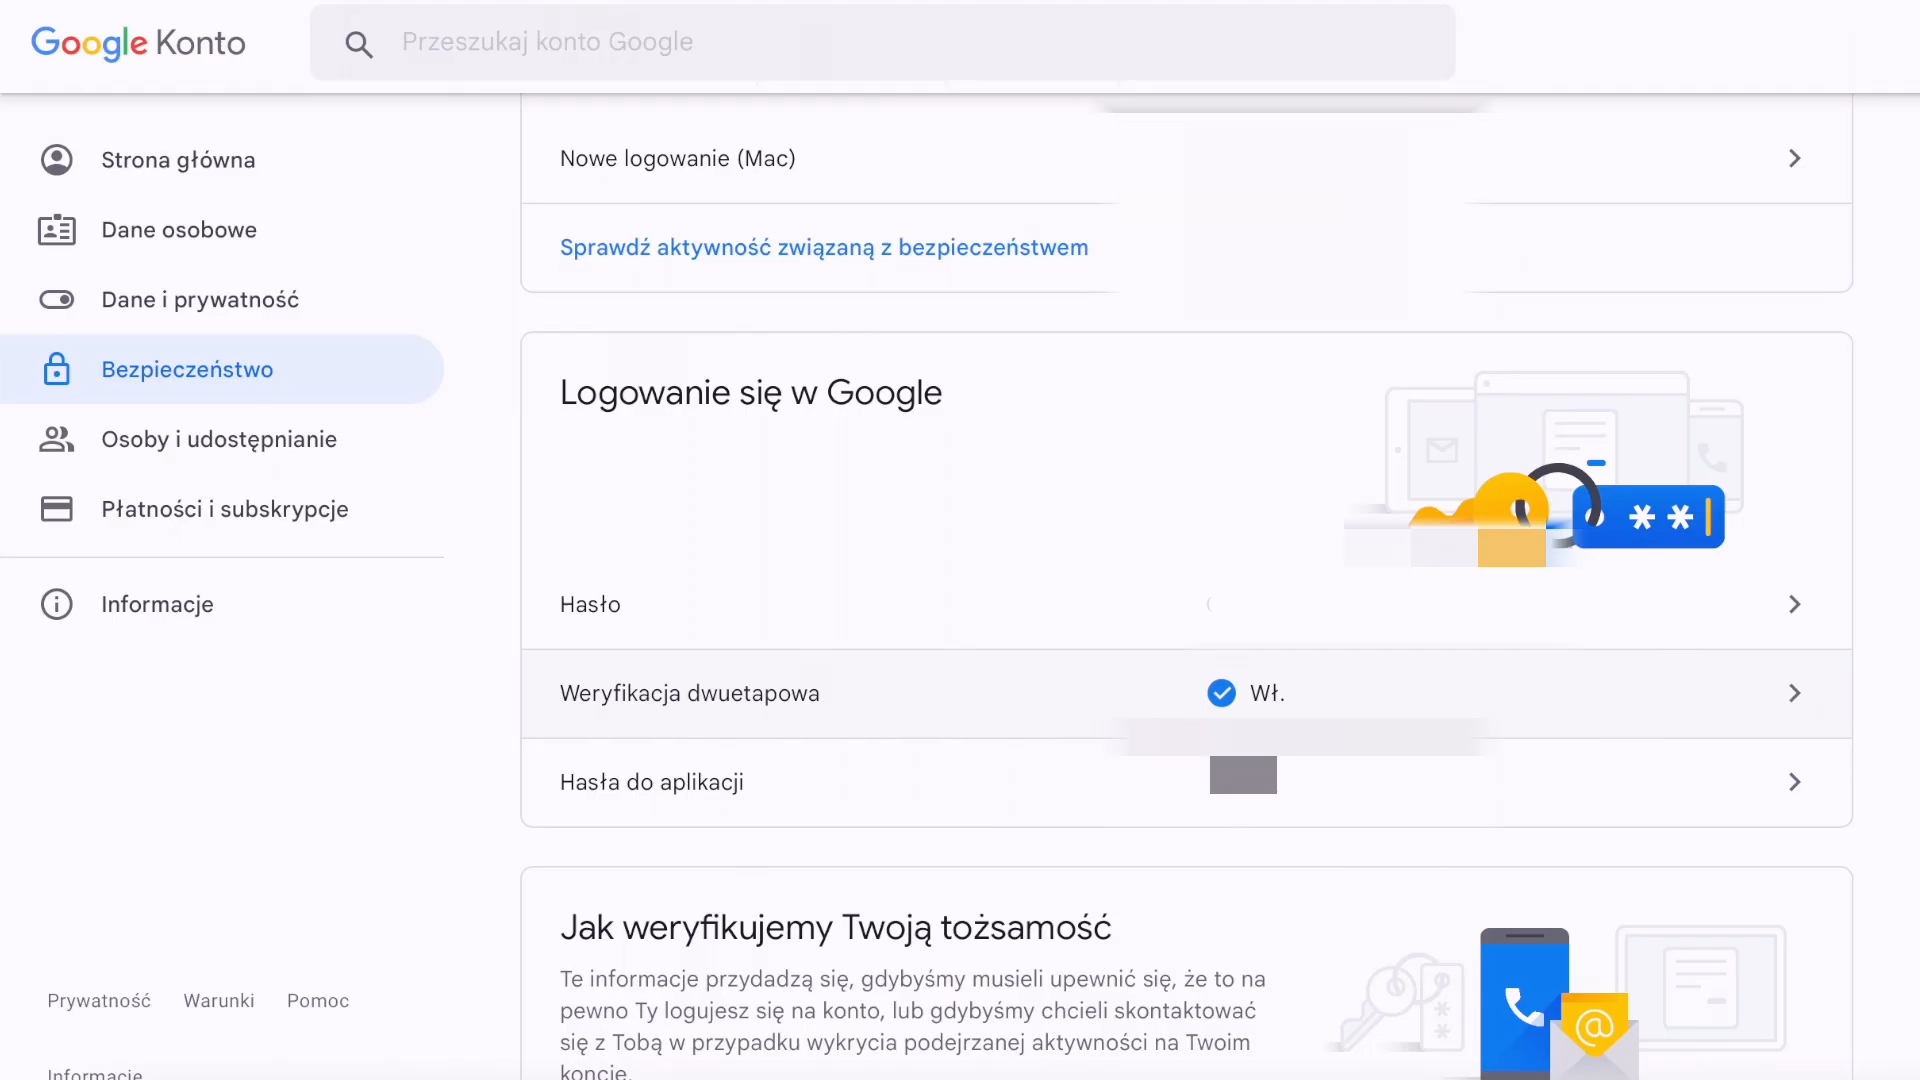 Google Konto
Przeszukaj konto Google
Strona główna
Dane osobowe
Dane i prywatność
Bezpieczeństwo
Osoby i udostępnianie
Płatności i subskrypcje
Informacje
Prywatność Warunki Pomoc
Informacje
Nowe logowanie (Mac)
Sprawdź aktywność związaną z bezpieczeństwem
Logowanie się w Google
Hasło
Weryfikacja dwuetapowa Wł.
Hasła do aplikacji
Jak weryfikujemy Twoją tożsamość
Te informacje przydadzą się, gdybyśmy musieli upewnić się, że to na
pewno Ty logujesz się na konto, lub gdybyśmy chcieli skontaktować
się z Tobą w przypadku wykrycia podejrzanej aktywności na Twoim
koncie.